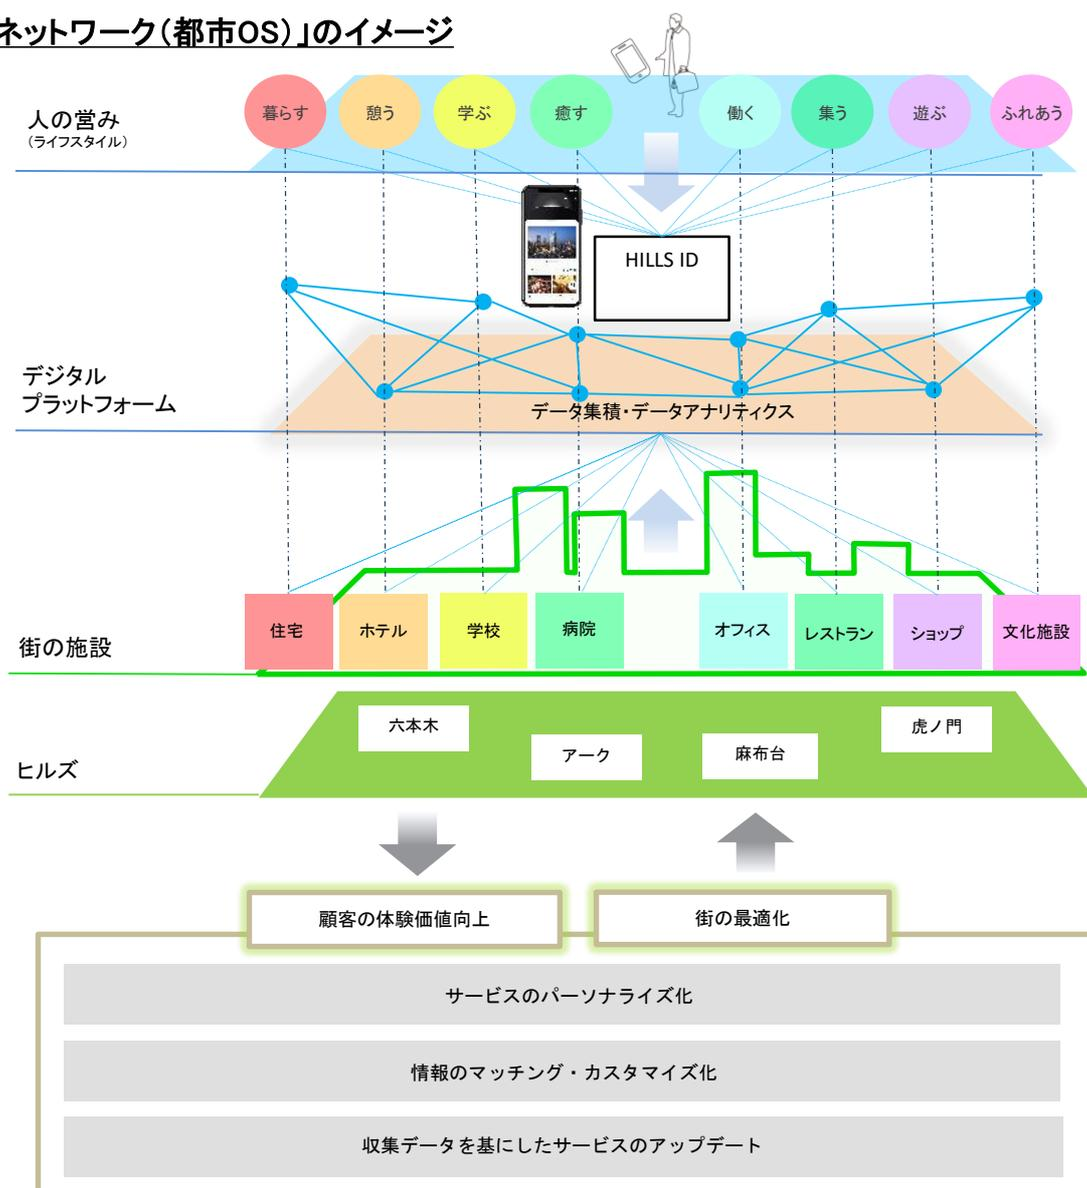 ネットワーク(都市OS)」のイメージ
人の営み
(ライフスタイル)
暮らす
憩う
学ぶ
癒す
働く
集う
遊ぶ
ふれあう
HILLS ID
デジタル
プラットフォーム
データ集積・データアナリティクス
街の施設
住宅
ホテル
学校
病院
オフィス
レストラン
ショップ
文化施設
ヒルズ
六本木
アーク
麻布台
虎ノ門
顧客の体験価値向上
街の最適化
サービスのパーソナライズ化
情報のマッチング・カスタマイズ化
収集データを基にしたサービスのアップデート